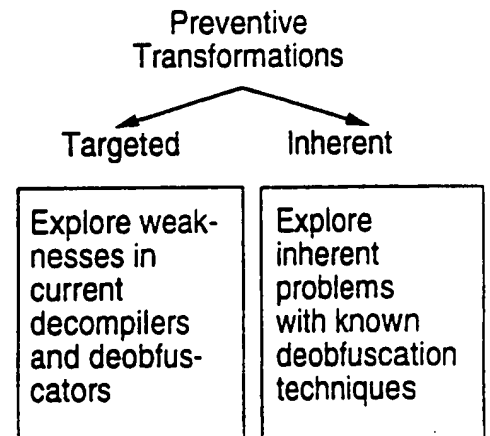 Preventive
Transformations
Targeted
Inherent
Explore weak-
nesses in
current
decompilers
and deobfus-
cators
Explore
inherent
problems
with known
deobfuscation
techniques